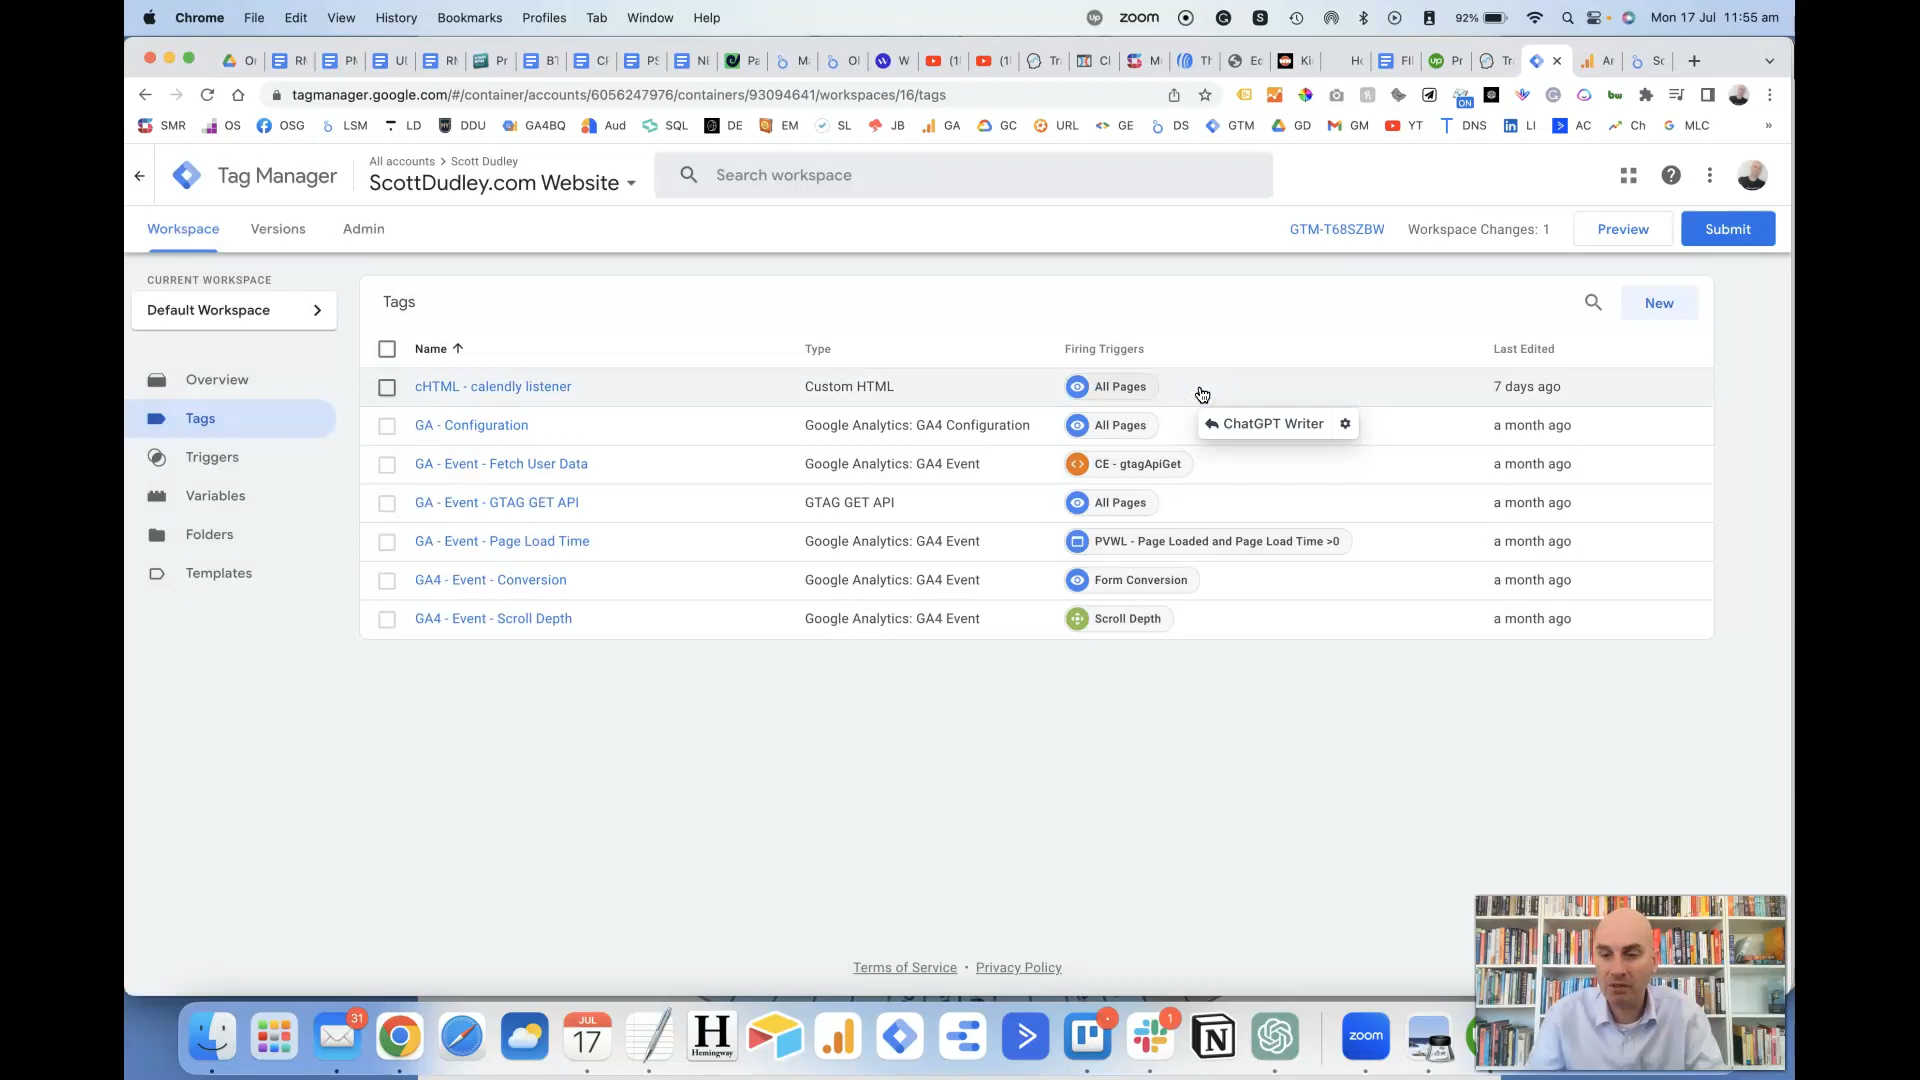 Chrome File Edit View History Bookmarks Profiles Tab Window Help
zoom 92% Mon 17 Jul 11:55 am
tagmanager.google.com/#/container/accounts/6056247976/containers/93094641/workspaces/16/tags
ON
SMR OS OSG LSM LD DDU GA4BQ Aud SQL DE EM SL JB GA GC URL GE DS GTM GD GM YT DNS LI AC Ch MLC »
Tag Manager
All accounts > Scott Dudley
ScottDudley.com Website
Search workspace
Workspace Versions Admin
GTM-T68SZBW Workspace Changes: 1 Preview Submit
CURRENT WORKSPACE
Default Workspace
Overview
Tags
Triggers
Variables
Folders
Templates
Tags
New
Name Type Firing Triggers Last Edited
cHTML - calendly listener Custom HTML All Pages 7 days ago
GA - Configuration Google Analytics: GA4 Configuration All Pages a month ago
ChatGPT Writer
GA - Event - Fetch User Data Google Analytics: GA4 Event CE - gtagApiGet a month ago
GA - Event - GTAG GET API GTAG GET API All Pages a month ago
GA - Event - Page Load Time Google Analytics: GA4 Event PVWL - Page Loaded and Page Load Time >0 a month ago
GA4 - Event - Conversion Google Analytics: GA4 Event Form Conversion a month ago
GA4 - Event - Scroll Depth Google Analytics: GA4 Event Scroll Depth a month ago
Terms of Service • Privacy Policy
31
JUL
17
H
Hemingway
1
zoom